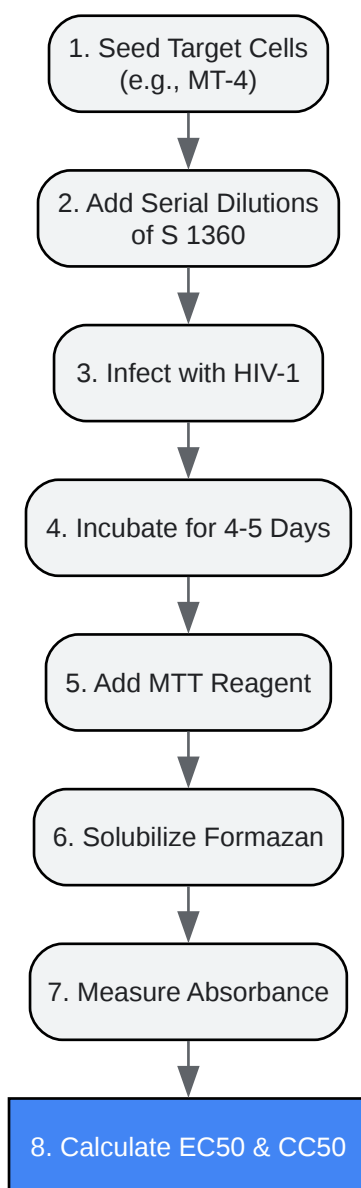 1. Seed Target Cells
(e.g., MT-4)
2. Add Serial Dilutions
of S 1360
3. Infect with HIV-1
4. Incubate for 4-5 Days
5. Add MTT Reagent
6. Solubilize Formazan
7. Measure Absorbance
8. Calculate EC50 & CC50